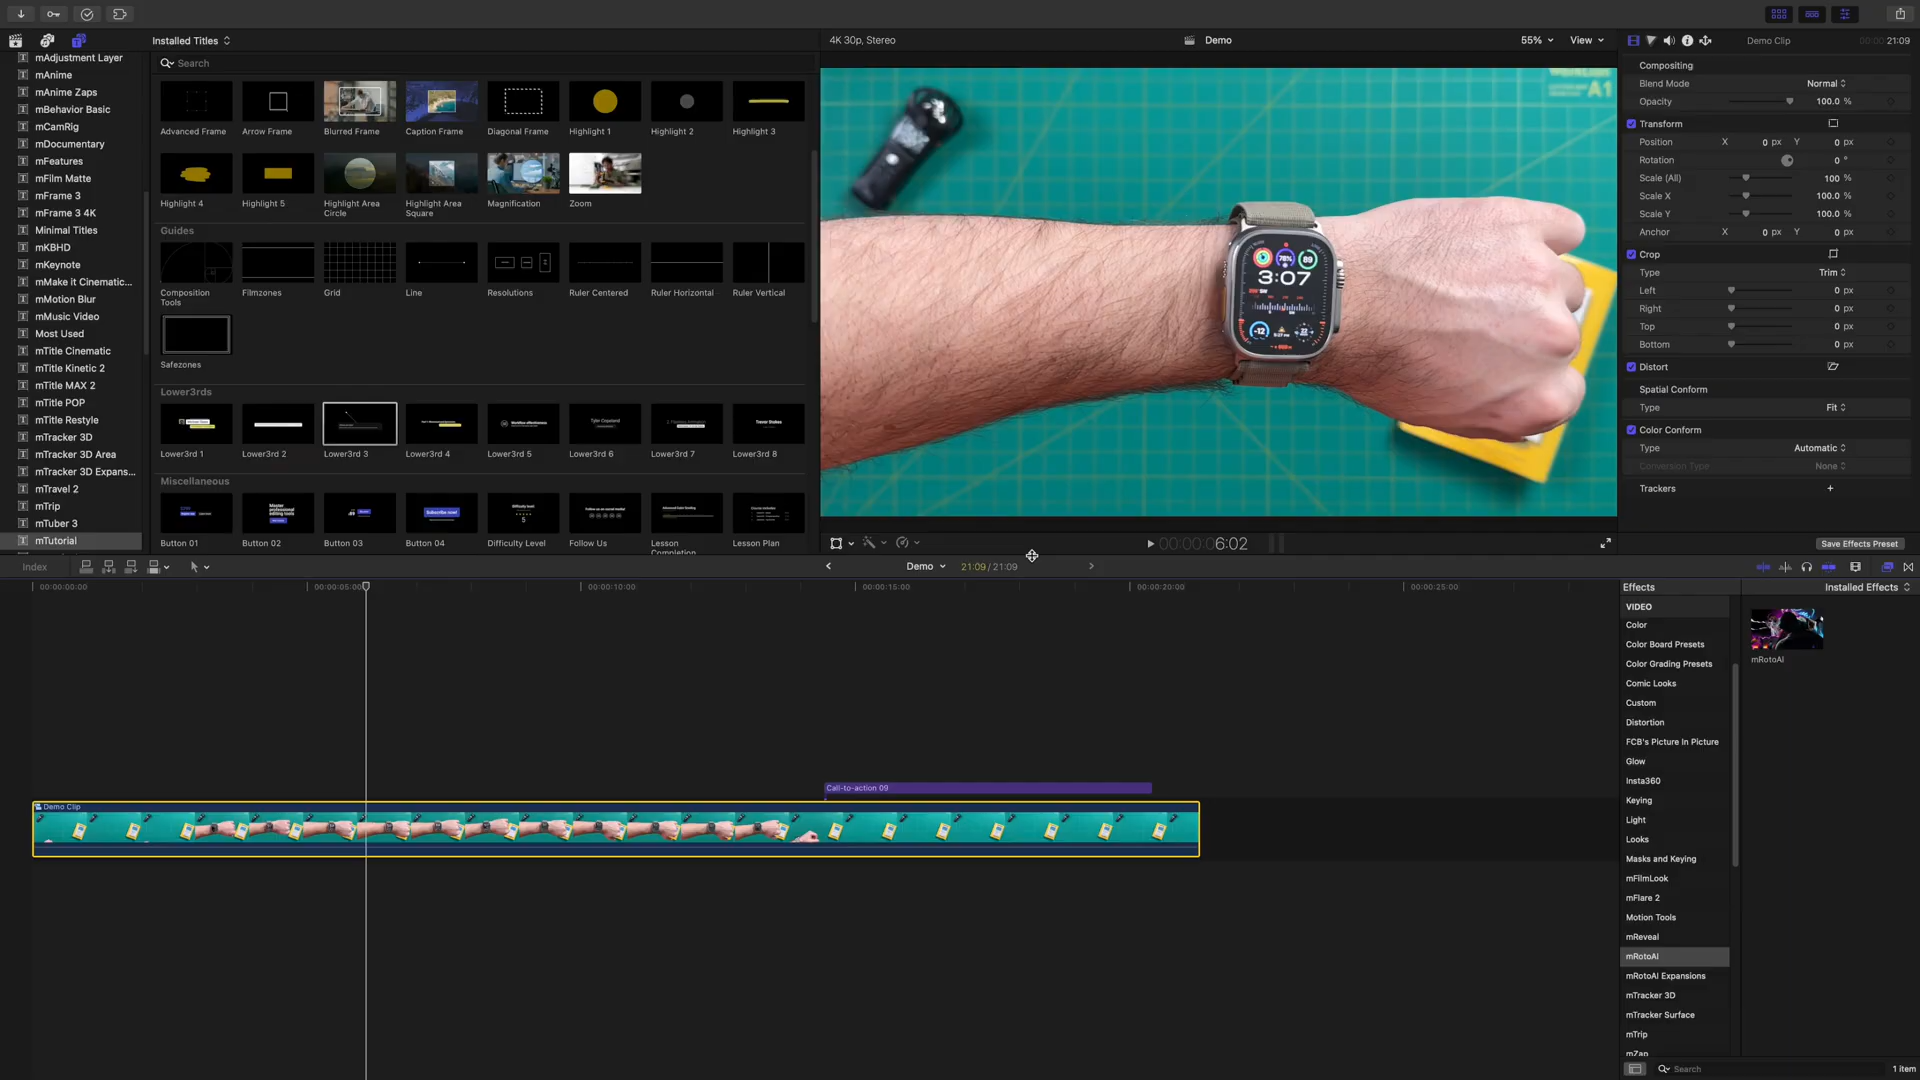 Installed Titles
4K 30p, Stereo
Demo
55%
View
Demo Clip
21:09
mAdjustment Layer
mAnime
mAnime Zaps
mBehavior Basic
mCamRig
mDocumentary
mFeatures
mFilm Matte
mFrame 3
mFrame 3 4K
Minimal Titles
mKBHD
mKeynote
mMake it Cinematic...
mMotion Blur
mMusic Video
Most Used
mTitle Cinematic
mTitle Kinetic 2
mTitle MAX 2
mTitle POP
mTitle Restyle
mTracker 3D
mTracker 3D Area
mTracker 3D Expans...
mTravel 2
mTrip
mTuber 3
mTutorial
Search
Advanced Frame
Arrow Frame
Blurred Frame
Caption Frame
Diagonal Frame
Highlight 1
Highlight 2
Highlight 3
Highlight 4
Highlight 5
Highlight Area
Circle
Highlight Area
Square
Magnification
Zoom
Guides
Composition
Tools
Filmzones
Grid
Line
Resolutions
Ruler Centered
Ruler Horizontal
Ruler Vertical
Safezones
Lower3rds
Lower3rd 1
Lower3rd 2
Lower3rd 3
Lower3rd 4
Lower3rd 5
Lower3rd 6
Lower3rd 7
Lower3rd 8
Miscellaneous
Subscribe now!
Button 01
Button 02
Button 03
Button 04
Difficulty Level
Follow Us
Lesson
Completion
Lesson Plan
A1
78%
89
3:07
-12
00:00:00:06:02
Compositing
Blend Mode
Normal
Opacity
100.0 %
Transform
Position
X
0 px
Y
0 px
Rotation
0 °
Scale (All)
100 %
Scale X
100.0 %
Scale Y
100.0 %
Anchor
X
0 px
Y
0 px
Crop
Type
Trim
Left
0 px
Right
0 px
Top
0 px
Bottom
0 px
Distort
Spatial Conform
Type
Fit
Color Conform
Type
Automatic
Conversion Type
None
Trackers
Save Effects Preset
Index
Demo
21:09 / 21:09
00:00:00:00
00:00:05:00
00:00:10:00
00:00:15:00
00:00:20:00
00:00:25:00
Call-to-action 09
Demo Clip
Effects
Installed Effects
VIDEO
Color
Color Board Presets
Color Grading Presets
Comic Looks
Custom
Distortion
FCB's Picture In Picture
Glow
Insta360
Keying
Light
Looks
Masks and Keying
mFilmLook
mFlare 2
Motion Tools
mReveal
mRotoAI
mRotoAI Expansions
mTracker 3D
mTracker Surface
mTrip
mZap
mRotoAI
Search
1 item